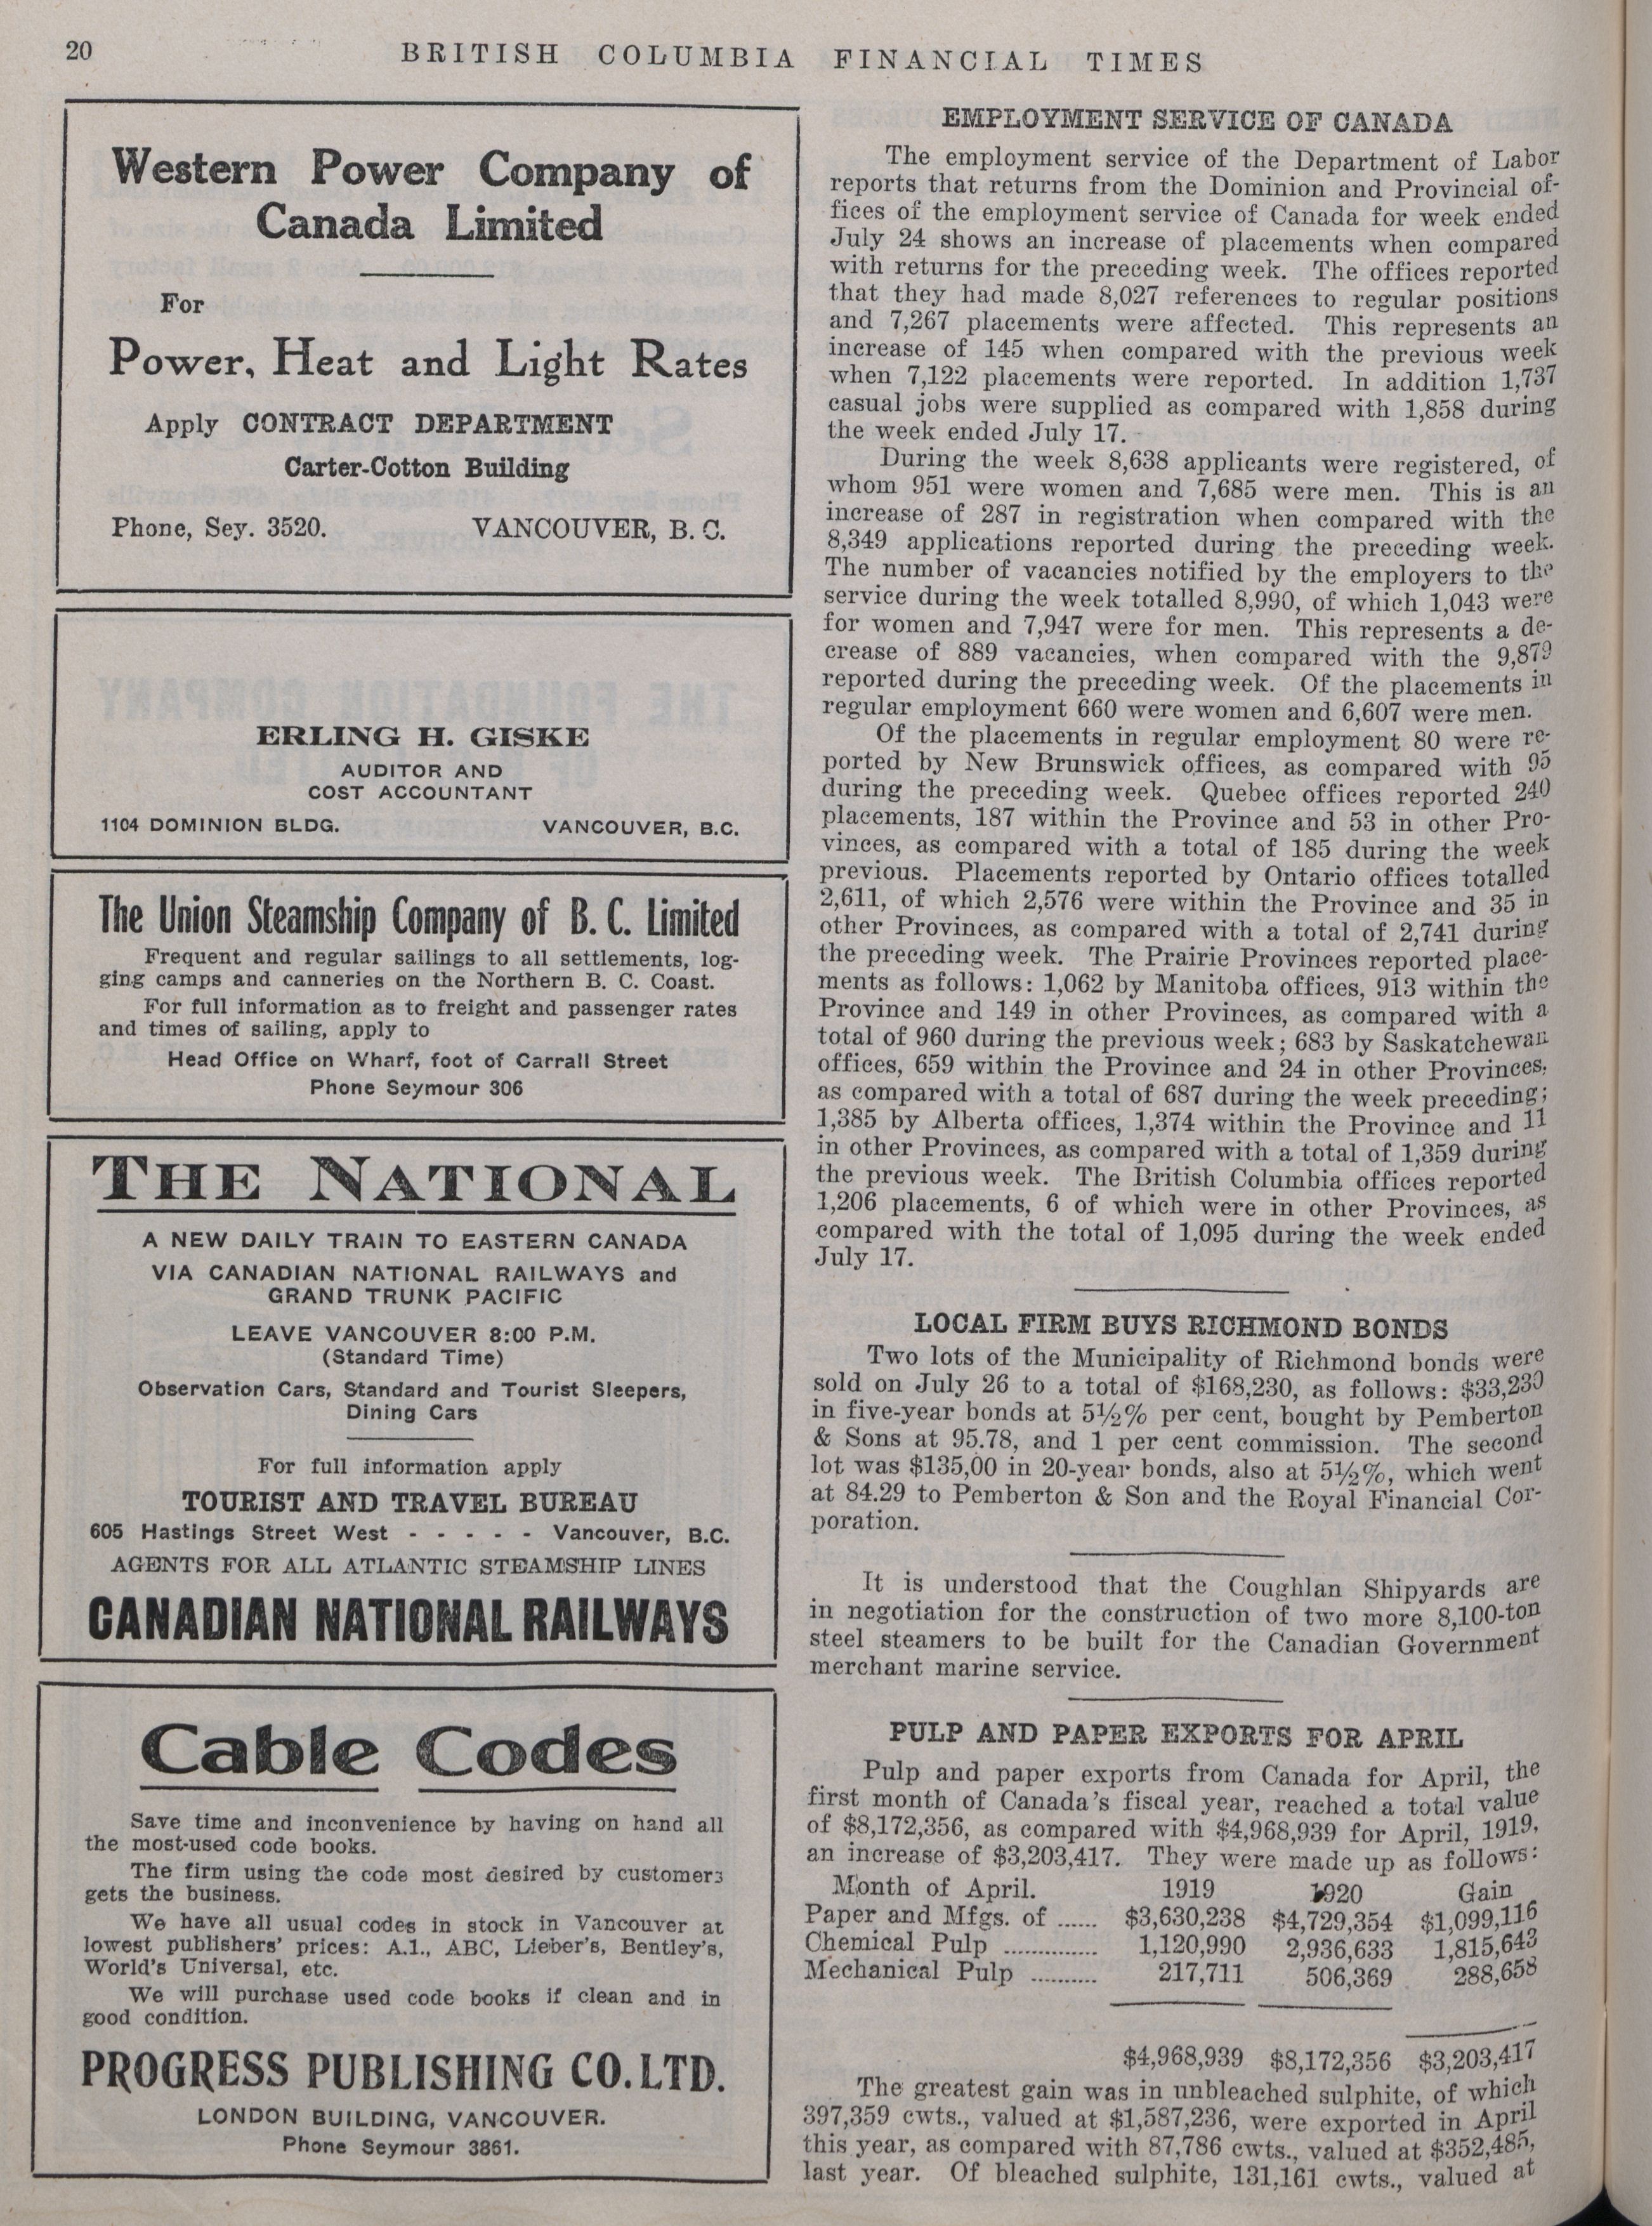 20
BRITISH COLUMBIA FINANCIAL TIMES
Western Power Company of
Canada Limited
For
Power, Heat and Light Rates
Apply CONTRACT DEPARTMENT
Carter-Cotton Building
Phone, Sey. 3520. VANCOUVER, B. C.
ERLING H. GISKE
AUDITOR AND
COST ACCOUNTANT
1104 DOMINION BLDG. VANCOUVER, B.C.
The Union Steamship Company of B. C. Limited
Frequent and regular sailings to all settlements, log-
ging camps and canneries on the Northern B. C. Coast.
For full information as to freight and passenger rates
and times of sailing, apply to
Head Office on Wharf, foot of Carrall Street
Phone Seymour 306
THE NATIONAL
A NEW DAILY TRAIN TO EASTERN CANADA
VIA CANADIAN NATIONAL RAILWAYS and
GRAND TRUNK PACIFIC
LEAVE VANCOUVER 8:00 P.M.
(Standard Time)
Observation Cars, Standard and Tourist Sleepers,
Dining Cars
For full information apply
TOURIST AND TRAVEL BUREAU
605 Hastings Street West - - - - - Vancouver, B.C.
AGENTS FOR ALL ATLANTIC STEAMSHIP LINES
CANADIAN NATIONAL RAILWAYS
Cable Codes
Save time and inconvenience by having on hand all
the most-used code books.
The firm using the code most desired by customers
gets the business.
We have all usual codes in stock in Vancouver at
lowest publishers' prices: A.1., ABC, Lieber's, Bentley's,
World's Universal, etc.
We will purchase used code books if clean and in
good condition.
PROGRESS PUBLISHING CO. LTD.
LONDON BUILDING, VANCOUVER.
Phone Seymour 3861.
EMPLOYMENT SERVICE OF CANADA
The employment service of the Department of Labor
reports that returns from the Dominion and Provincial of-
fices of the employment service of Canada for week ended
July 24 shows an increase of placements when compared
with returns for the preceding week. The offices reported
that they had made 8,027 references to regular positions
and 7,267 placements were affected. This represents an
increase of 145 when compared with the previous week
when 7,122 placements were reported. In addition 1,737
casual jobs were supplied as compared with 1,858 during
the week ended July 17.
During the week 8,638 applicants were registered, of
whom 951 were women and 7,685 were men. This is an
increase of 287 in registration when compared with the
8,349 applications reported during the preceding week.
The number of vacancies notified by the employers to the
service during the week totalled 8,990, of which 1,043 were
for women and 7,947 were for men. This represents a de-
crease of 889 vacancies, when compared with the 9,879
reported during the preceding week. Of the placements in
regular employment 660 were women and 6,607 were men.
Of the placements in regular employment 80 were re-
ported by New Brunswick offices, as compared with 95
during the preceding week. Quebec offices reported 240
placements, 187 within the Province and 53 in other Pro-
vinces, as compared with a total of 185 during the week
previous. Placements reported by Ontario offices totalled
2,611, of which 2,576 were within the Province and 35 in
other Provinces, as compared with a total of 2,741 during
the preceding week. The Prairie Provinces reported place-
ments as follows: 1,062 by Manitoba offices, 913 within the
Province and 149 in other Provinces, as compared with a
total of 960 during the previous week; 683 by Saskatchewan
offices, 659 within the Province and 24 in other Provinces,
as compared with a total of 687 during the week preceding;
1,385 by Alberta offices, 1,374 within the Province and 11
in other Provinces, as compared with a total of 1,359 during
the previous week. The British Columbia offices reported
1,206 placements, 6 of which were in other Provinces, as
compared with the total of 1,095 during the week ended
July 17.
LOCAL FIRM BUYS RICHMOND BONDS
Two lots of the Municipality of Richmond bonds were
sold on July 26 to a total of $168,230, as follows: $33,230
in five-year bonds at 5½% per cent, bought by Pemberton
& Sons at 95.78, and 1 per cent commission. The second
lot was $135,00 in 20-year bonds, also at 5½%, which went
at 84.29 to Pemberton & Son and the Royal Financial Cor-
poration.
It is understood that the Coughlan Shipyards are
in negotiation for the construction of two more 8,100-ton
steel steamers to be built for the Canadian Government
merchant marine service.
PULP AND PAPER EXPORTS FOR APRIL
Pulp and paper exports from Canada for April, the
first month of Canada's fiscal year, reached a total value
of $8,172,356, as compared with $4,968,939 for April, 1919,
an increase of $3,203,417. They were made up as follows:
Month of April. 1919 1920 Gain
Paper and Mfgs. of ...... $3,630,238 $4,729,354 $1,099,116
Chemical Pulp .............. 1,120,990 2,936,633 1,815,643
Mechanical Pulp .......... 217,711 506,369 288,658
$4,968,939 $8,172,356 $3,203,417
The greatest gain was in unbleached sulphite, of which
397,359 cwts., valued at $1,587,236, were exported in April
this year, as compared with 87,786 cwts., valued at $352,485,
last year. Of bleached sulphite, 131,161 cwts., valued at